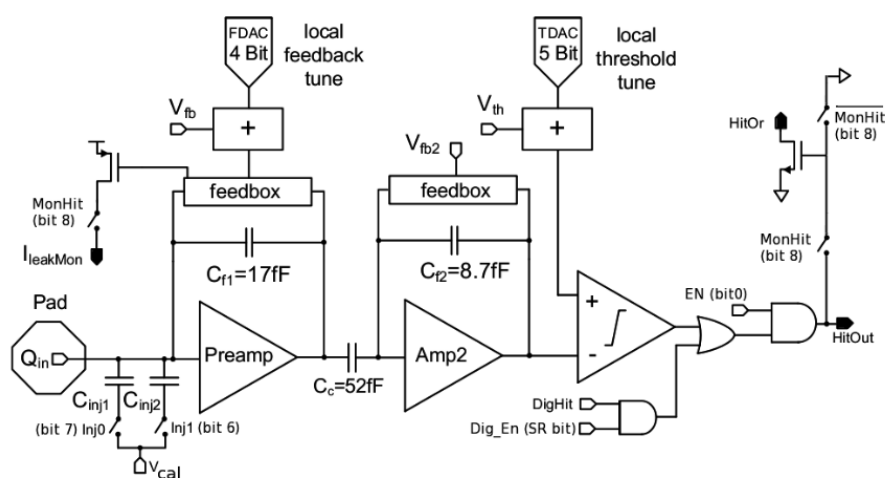 FDAC
4 Bit
local
feedback
tune
TDAC
5 Bit
local
threshold
tune
V_fb
+
V_th
+
HitOr
MonHit
(bit 8)
V_fb2
feedbox
feedbox
MonHit
(bit 8)
I_leakMon
C_f1=17fF
C_f2=8.7fF
MonHit
(bit 8)
Pad
Q_in
Preamp
C_c=52fF
Amp2
+
-
EN (bit0)
HitOut
C_inj1
C_inj2
(bit 7) Inj0
Inj1 (bit 6)
V_cal
DigHit
Dig_En (SR bit)